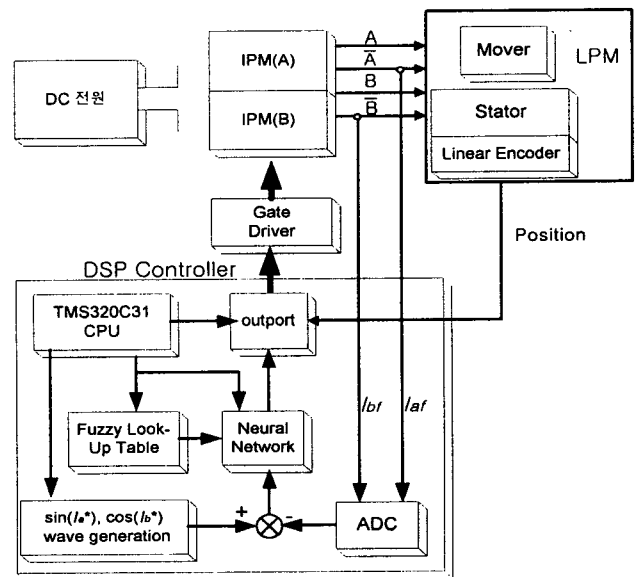 DC 전원
IPM(A)
IPM(B)
A
A̅
B
B̅
Mover
LPM
Stator
Linear Encoder
Gate
Driver
Position
DSP Controller
TMS320C31
CPU
outport
Fuzzy Look-
Up Table
Neural
Network
Ibf
Iaf
sin(Ia*), cos(Ib*)
wave generation
+
-
ADC